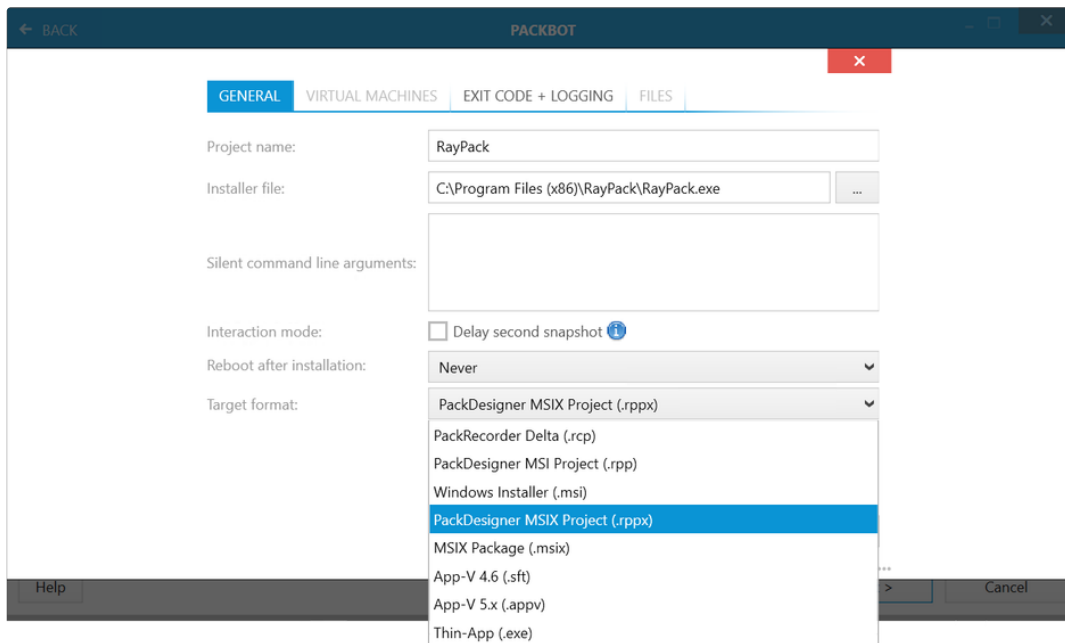 ← BACK
PACKBOT
GENERAL VIRTUAL MACHINES EXIT CODE + LOGGING FILES
Project name: RayPack
Installer file: C:\Program Files (x86)\RayPack\RayPack.exe ...
Silent command line arguments:
Interaction mode: Delay second snapshot
Reboot after installation: Never
Target format: PackDesigner MSIX Project (.rppx)
PackRecorder Delta (.rcp)
PackDesigner MSI Project (.rpp)
Windows Installer (.msi)
PackDesigner MSIX Project (.rppx)
MSIX Package (.msix)
App-V 4.6 (.sft)
App-V 5.x (.appv)
Thin-App (.exe)
Help > Cancel